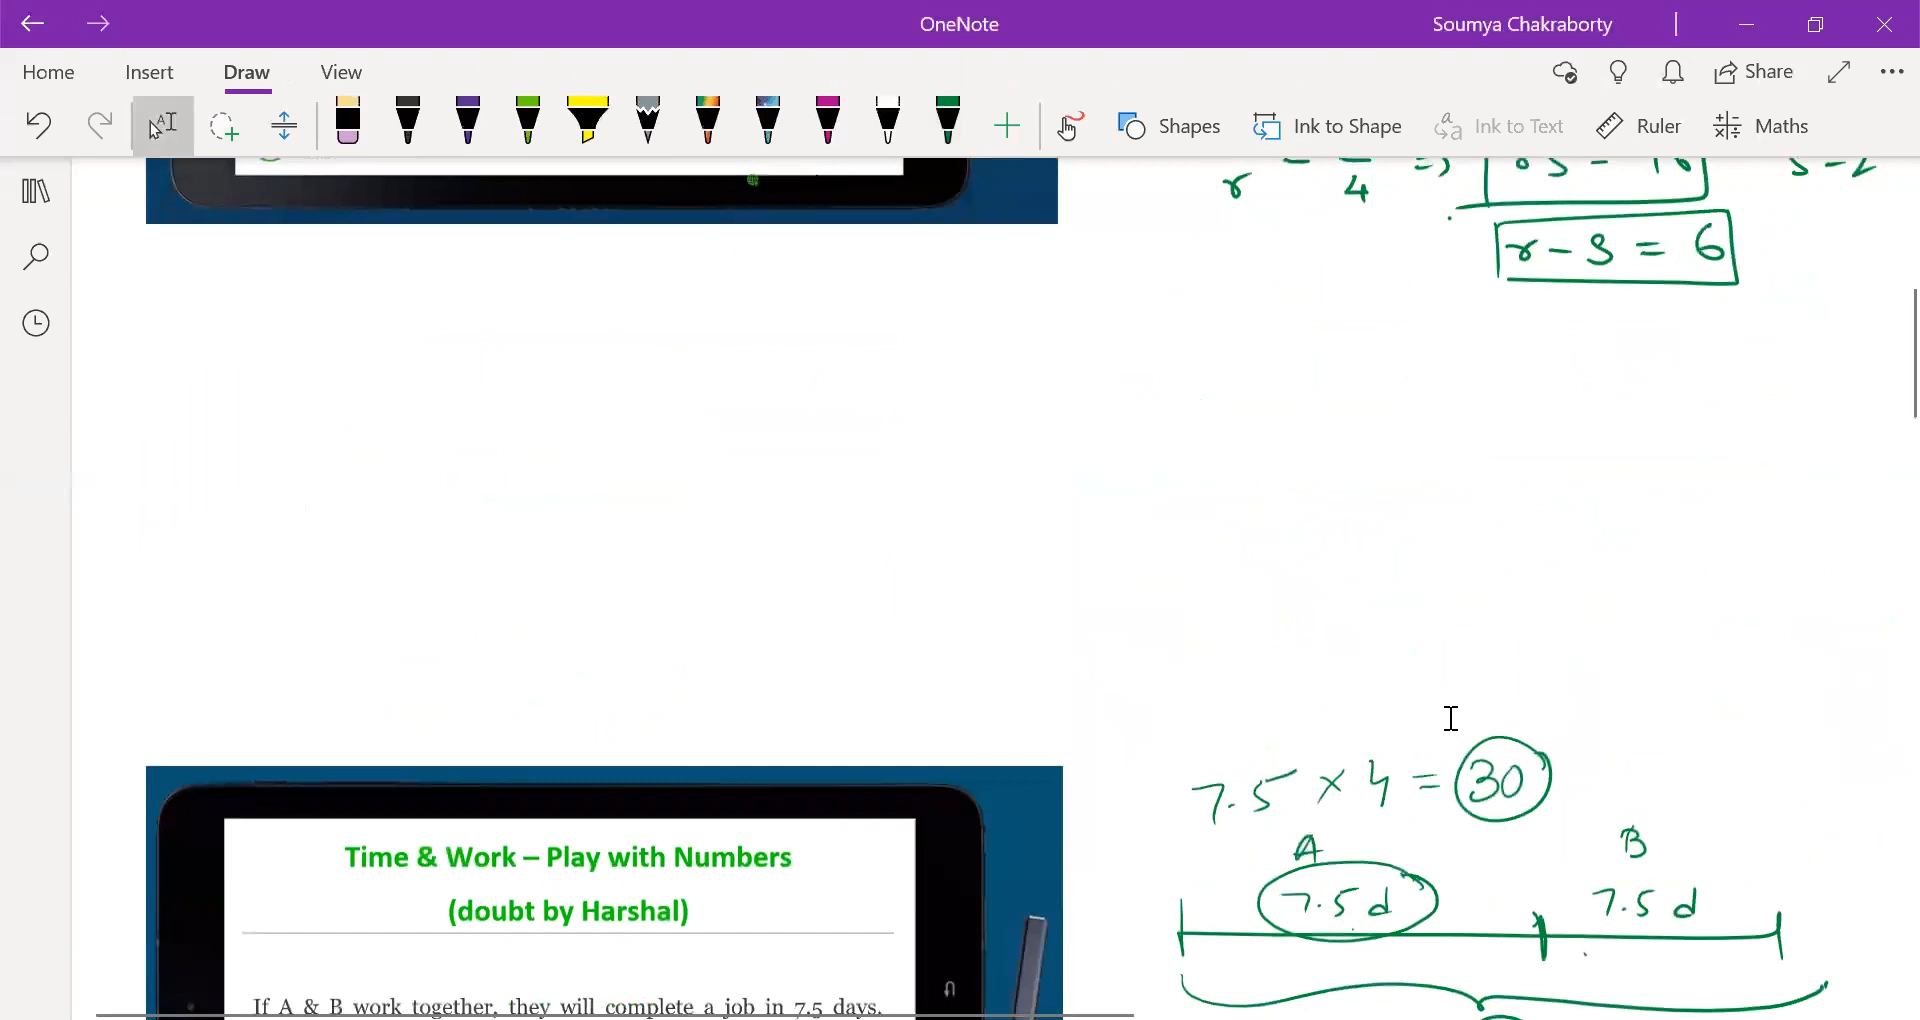 OneNote
Soumya Chakraborty
Home Insert Draw View
Share
Shapes Ink to Shape Ink to Text Ruler Maths
r 4
r - s = 6
7.5 × 4 = 30
A B
7.5 d 7.5 d
Time & Work – Play with Numbers
(doubt by Harshal)
If A & B work together, they will complete a job in 7.5 days.